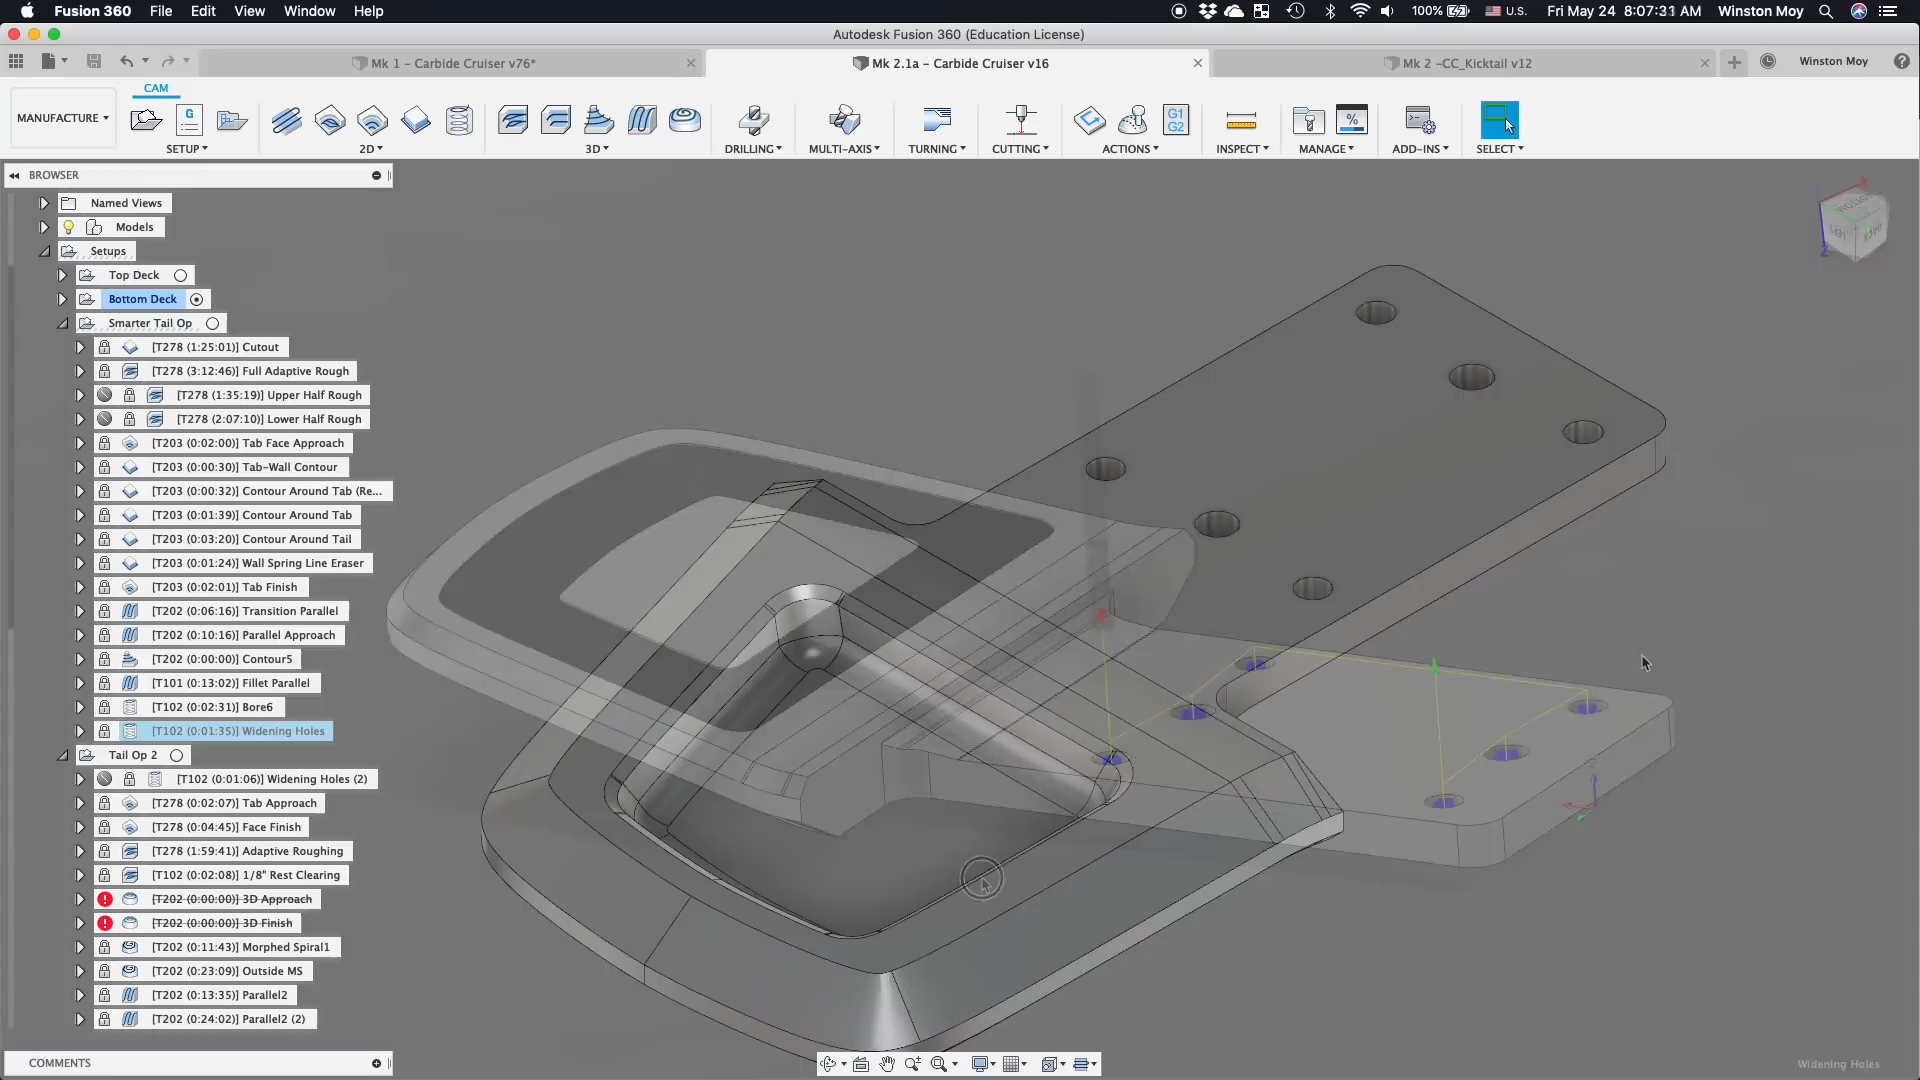 Fusion 360 File Edit View Window Help
100% U.S. Fri May 24 8:07:31 AM Winston Moy
Autodesk Fusion 360 (Education License)
Mk 1 – Carbide Cruiser v76*
Mk 2.1a – Carbide Cruiser v16
Mk 2 –CC_Kicktail v12
Winston Moy
CAM
MANUFACTURE
G
G1
G2
%
SETUP
2D
3D
DRILLING
MULTI-AXIS
TURNING
CUTTING
ACTIONS
INSPECT
MANAGE
ADD-INS
SELECT
BROWSER
Named Views
Models
Setups
Top Deck
Bottom Deck
Smarter Tail Op
[T278 (1:25:01)] Cutout
[T278 (3:12:46)] Full Adaptive Rough
[T278 (1:35:19)] Upper Half Rough
[T278 (2:07:10)] Lower Half Rough
[T203 (0:02:00)] Tab Face Approach
[T203 (0:00:30)] Tab-Wall Contour
[T203 (0:00:32)] Contour Around Tab (Re...
[T203 (0:01:39)] Contour Around Tab
[T203 (0:03:20)] Contour Around Tail
[T203 (0:01:24)] Wall Spring Line Eraser
[T203 (0:02:01)] Tab Finish
[T202 (0:06:16)] Transition Parallel
[T202 (0:10:16)] Parallel Approach
[T202 (0:00:00)] Contour5
[T101 (0:13:02)] Fillet Parallel
[T102 (0:02:31)] Bore6
[T102 (0:01:35)] Widening Holes
Tail Op 2
[T102 (0:01:06)] Widening Holes (2)
[T278 (0:02:07)] Tab Approach
[T278 (0:04:45)] Face Finish
[T278 (1:59:41)] Adaptive Roughing
[T102 (0:02:08)] 1/8" Rest Clearing
[T202 (0:00:00)] 3D Approach
[T202 (0:00:00)] 3D Finish
[T202 (0:11:43)] Morphed Spiral1
[T202 (0:23:09)] Outside MS
[T202 (0:13:35)] Parallel2
[T202 (0:24:02)] Parallel2 (2)
COMMENTS
Widening Holes